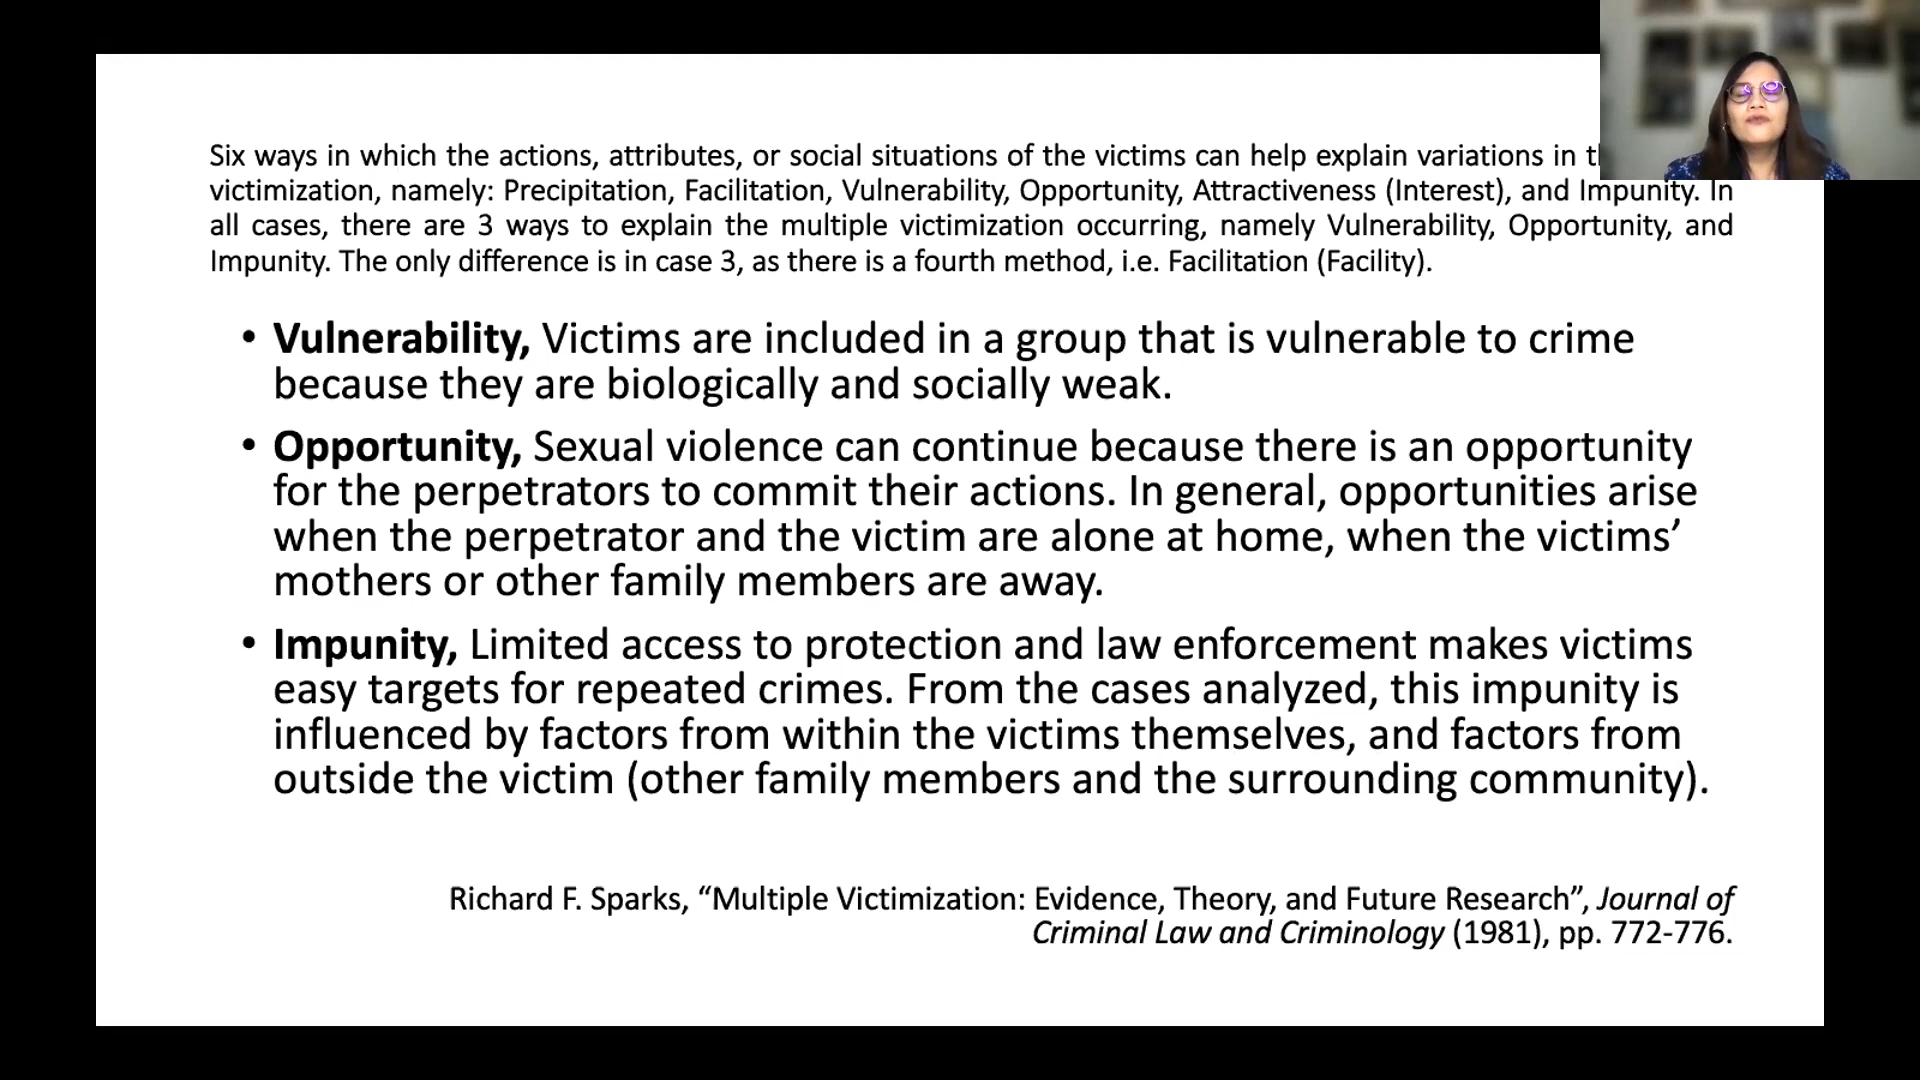 Six ways in which the actions, attributes, or social situations of the victims can help explain variations in
victimization, namely: Precipitation, Facilitation, Vulnerability, Opportunity, Attractiveness (Interest), and Impunity. In
all cases, there are 3 ways to explain the multiple victimization occurring, namely Vulnerability, Opportunity, and
Impunity. The only difference is in case 3, as there is a fourth method, i.e. Facilitation (Facility).
• Vulnerability, Victims are included in a group that is vulnerable to crime
because they are biologically and socially weak.
• Opportunity, Sexual violence can continue because there is an opportunity
for the perpetrators to commit their actions. In general, opportunities arise
when the perpetrator and the victim are alone at home, when the victims’
mothers or other family members are away.
• Impunity, Limited access to protection and law enforcement makes victims
easy targets for repeated crimes. From the cases analyzed, this impunity is
influenced by factors from within the victims themselves, and factors from
outside the victim (other family members and the surrounding community).
Richard F. Sparks, “Multiple Victimization: Evidence, Theory, and Future Research”, Journal of
Criminal Law and Criminology (1981), pp. 772-776.